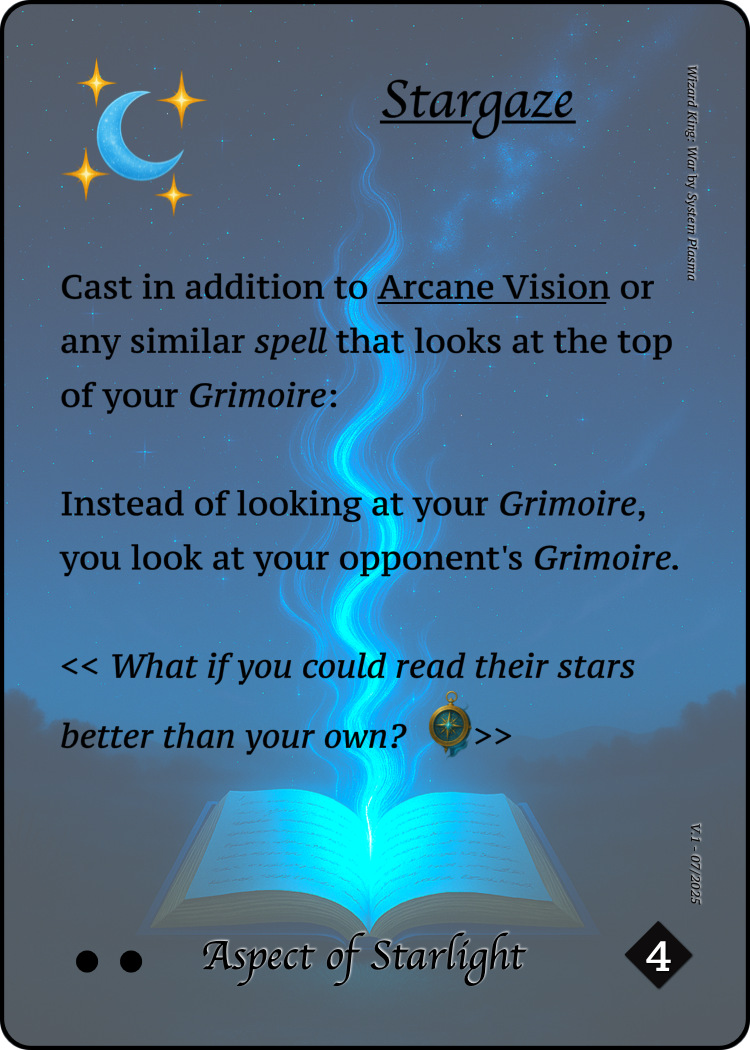 Stargaze
Wizard King: War by System Plasma
Cast in addition to Arcane Vision or
any similar spell that looks at the top
of your Grimoire:
Instead of looking at your Grimoire,
you look at your opponent's Grimoire.
<< What if you could read their stars
better than your own? >>
V.1 - 07/2025
Aspect of Starlight
4